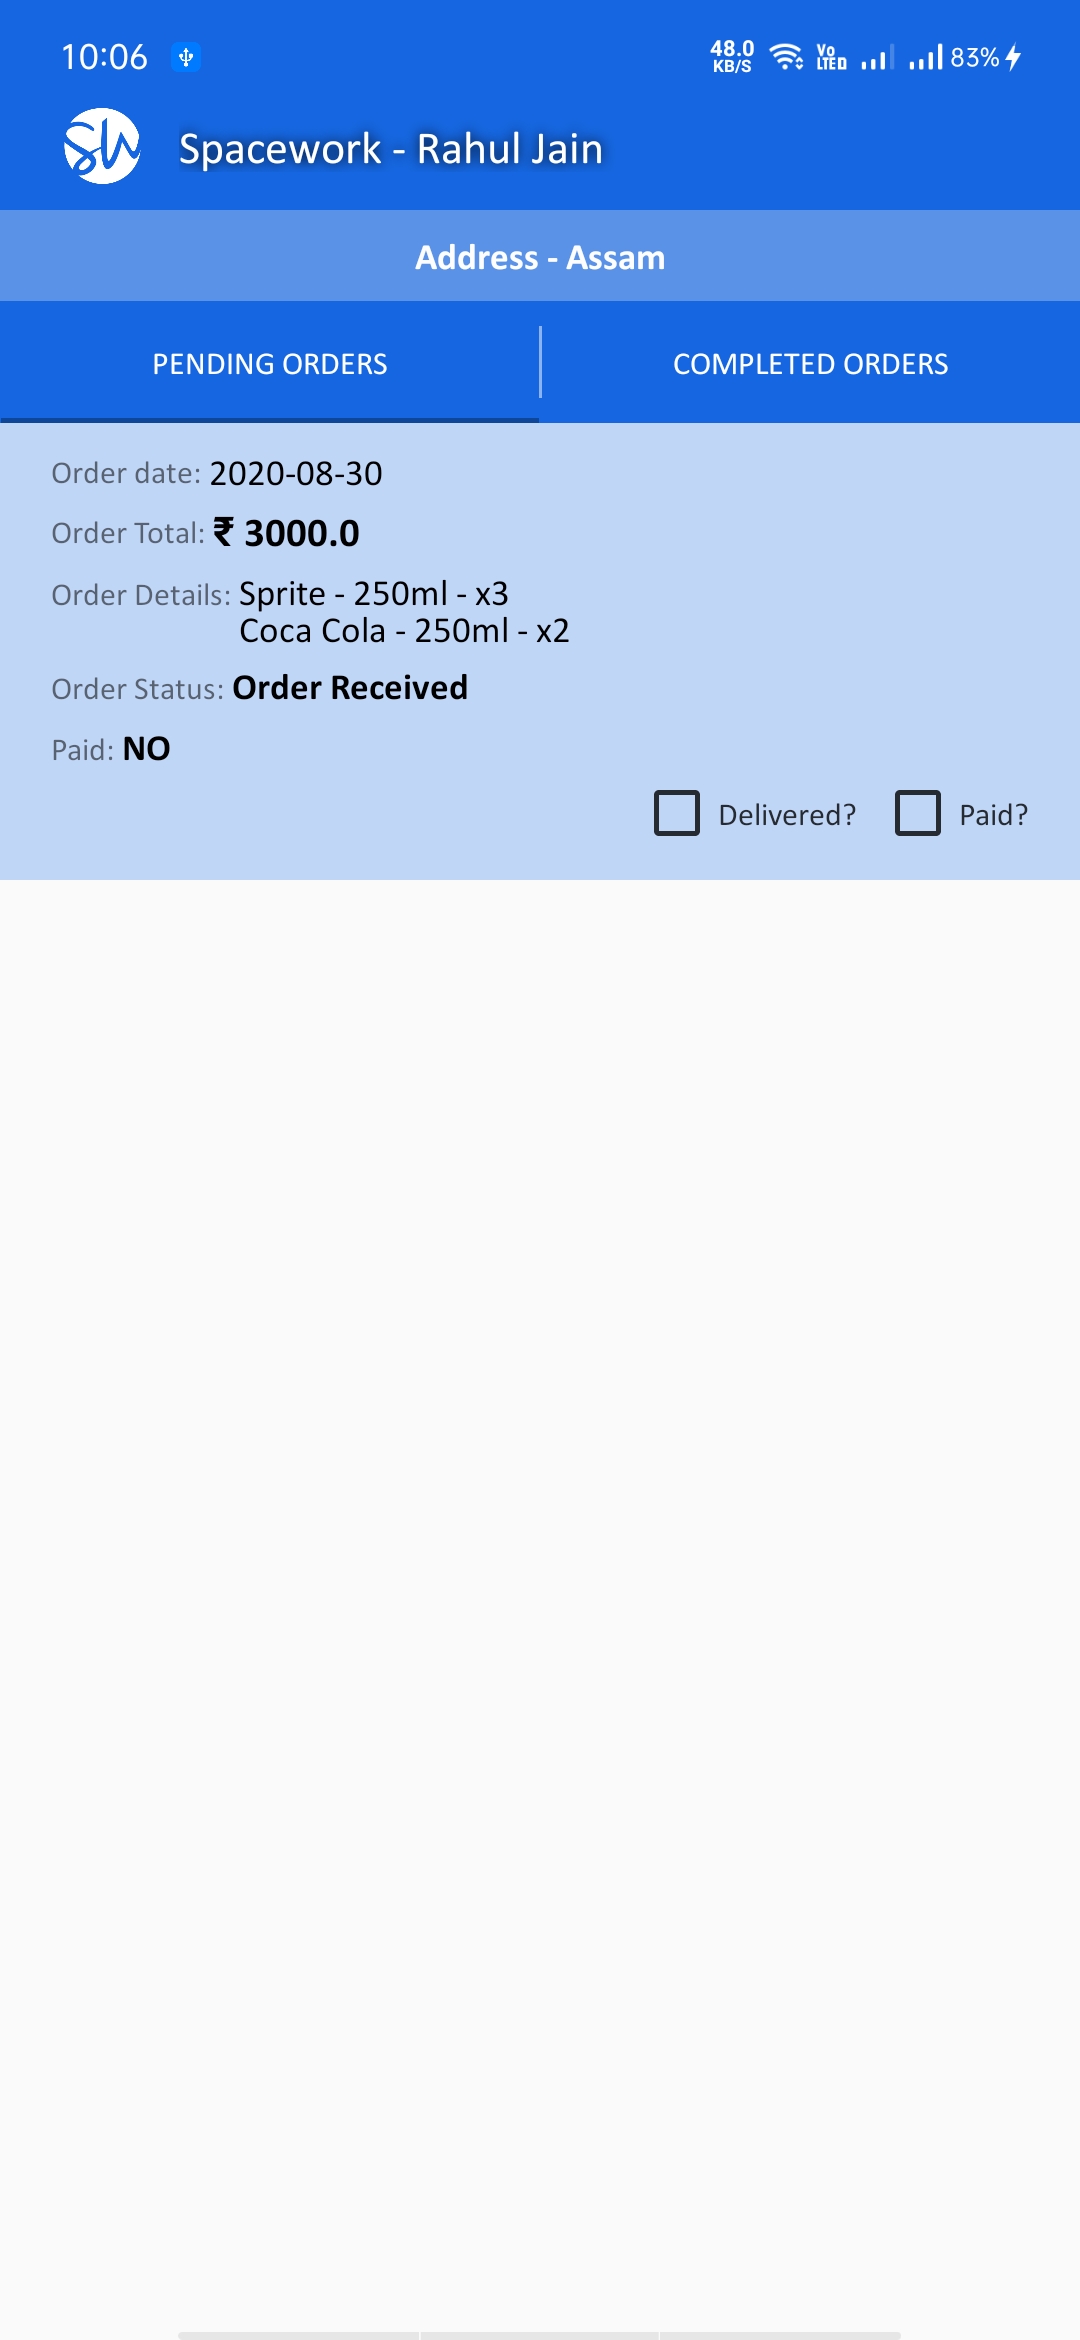 10:06
48.0
KB/S
Vo
LTED
83%
SW
Spacework - Rahul Jain
Address - Assam
PENDING ORDERS
COMPLETED ORDERS
Order date: 2020-08-30
Order Total: ₹ 3000.0
Order Details: Sprite - 250ml - x3
Coca Cola - 250ml - x2
Order Status: Order Received
Paid: NO
Delivered?
Paid?